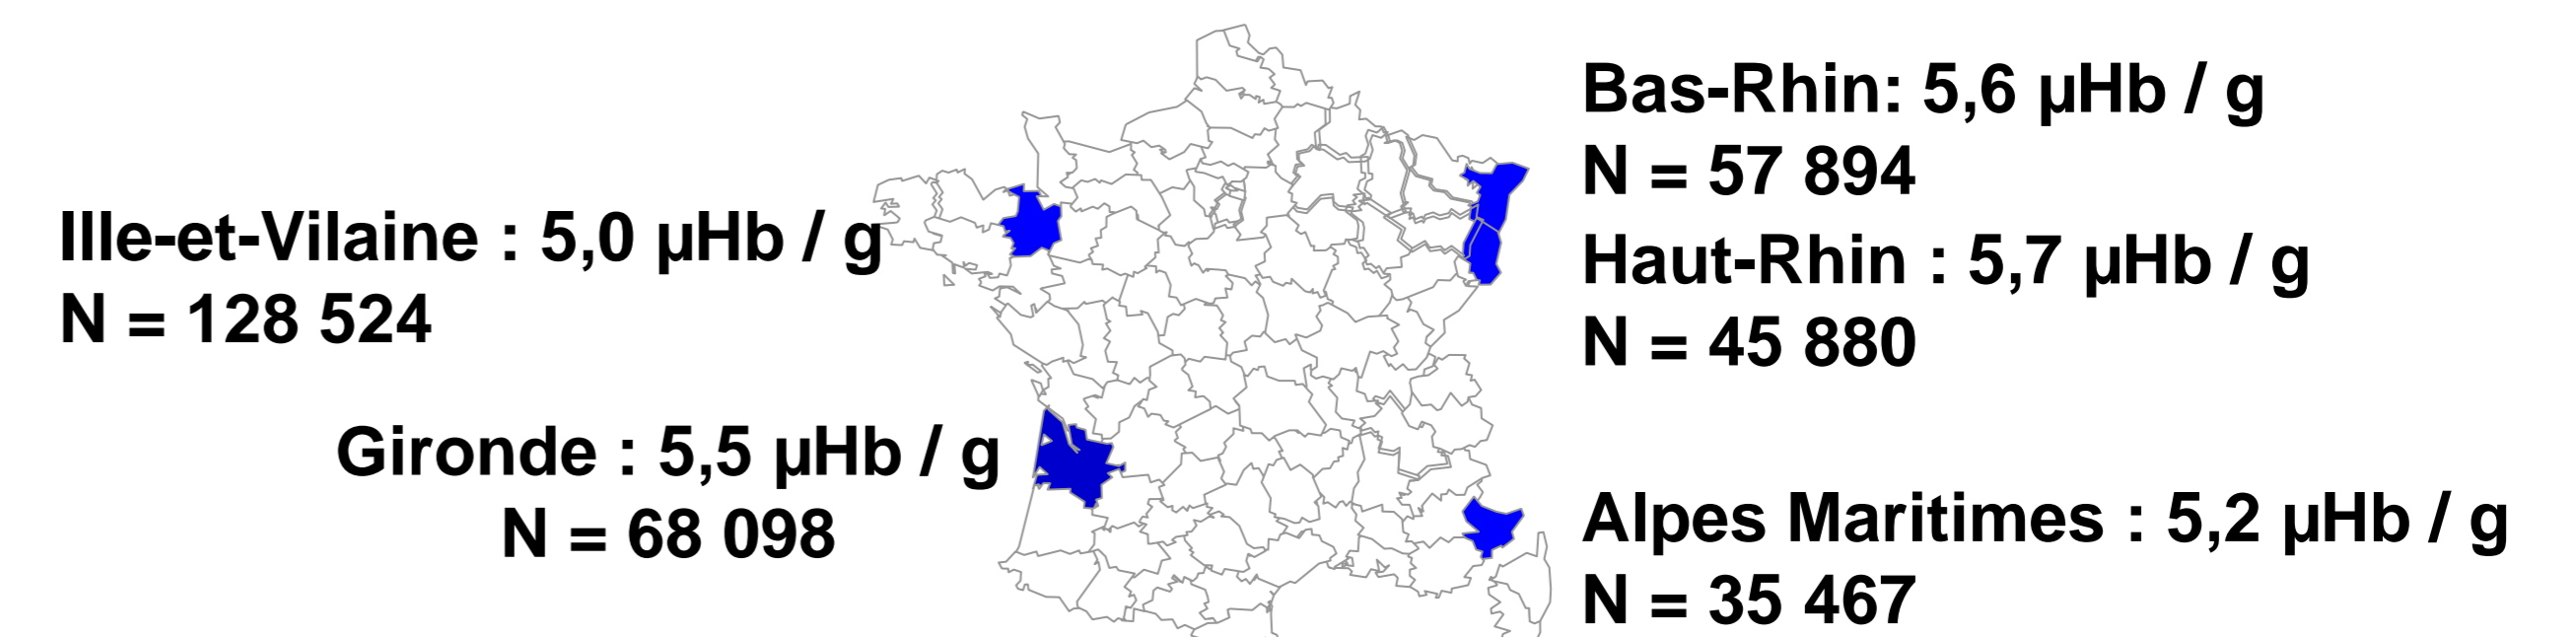 Ille-et-Vilaine : 5,0 µHb / g
N = 128 524
Gironde : 5,5 µHb / g
N = 68 098
Bas-Rhin: 5,6 µHb / g
N = 57 894
Haut-Rhin : 5,7 µHb / g
N = 45 880
Alpes Maritimes : 5,2 µHb / g
N = 35 467